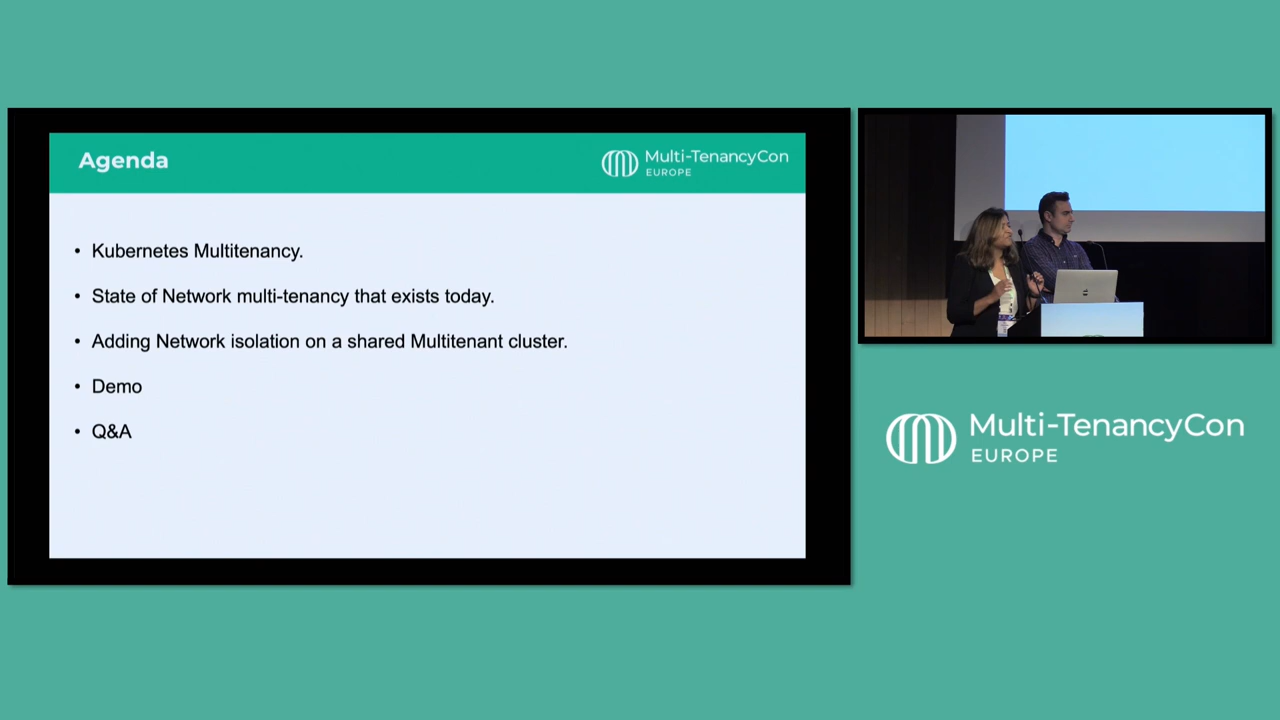 Agenda
Multi-TenancyCon
EUROPE
• Kubernetes Multitenancy.
• State of Network multi-tenancy that exists today.
• Adding Network isolation on a shared Multitenant cluster.
• Demo
• Q&A
Multi-TenancyCon
EUROPE